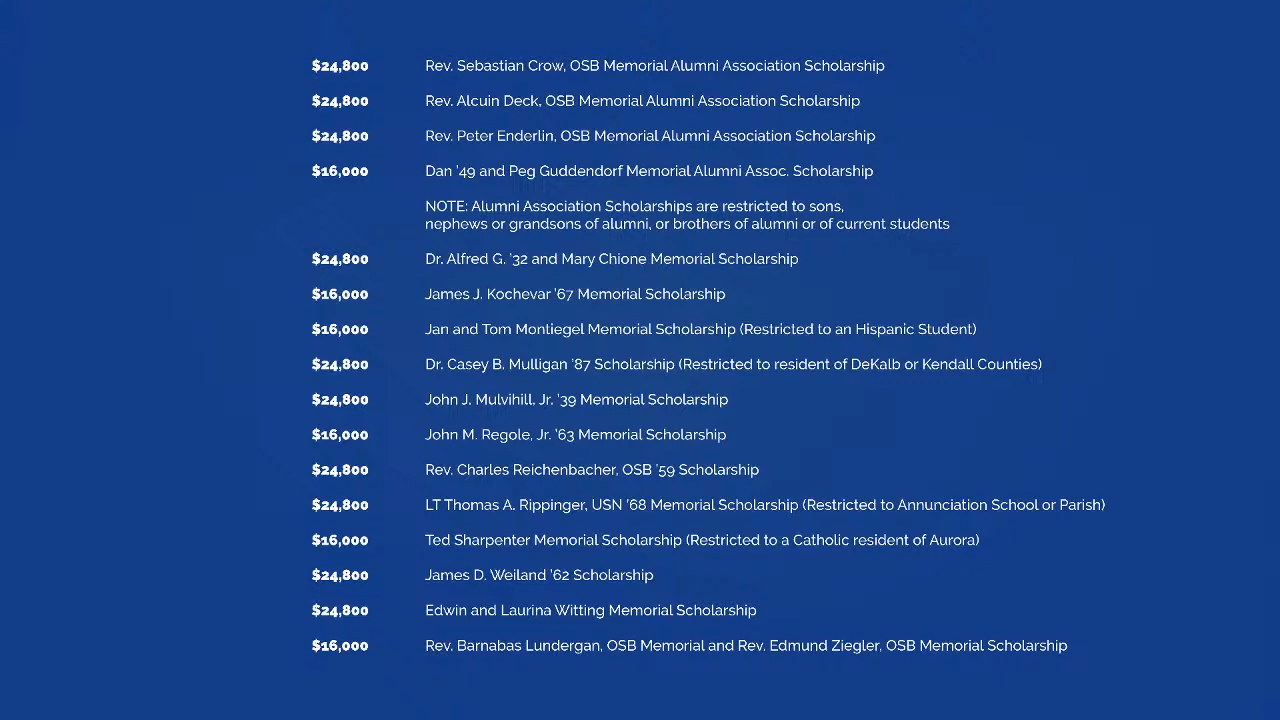 $24,800 Rev. Sebastian Crow, OSB Memorial Alumni Association Scholarship
$24,800 Rev. Alcuin Deck, OSB Memorial Alumni Association Scholarship
$24,800 Rev. Peter Enderlin, OSB Memorial Alumni Association Scholarship
$16,000 Dan '49 and Peg Guddendorf Memorial Alumni Assoc. Scholarship
NOTE: Alumni Association Scholarships are restricted to sons,
nephews or grandsons of alumni, or brothers of alumni or of current students
$24,800 Dr. Alfred G. '32 and Mary Chione Memorial Scholarship
$16,000 James J. Kochevar '67 Memorial Scholarship
$16,000 Jan and Tom Montiegel Memorial Scholarship (Restricted to an Hispanic Student)
$24,800 Dr. Casey B. Mulligan '87 Scholarship (Restricted to resident of DeKalb or Kendall Counties)
$24,800 John J. Mulvihill, Jr. '39 Memorial Scholarship
$16,000 John M. Regole, Jr. '63 Memorial Scholarship
$24,800 Rev. Charles Reichenbacher, OSB '59 Scholarship
$24,800 LT Thomas A. Rippinger, USN '68 Memorial Scholarship (Restricted to Annunciation School or Parish)
$16,000 Ted Sharpenter Memorial Scholarship (Restricted to a Catholic resident of Aurora)
$24,800 James D. Weiland '62 Scholarship
$24,800 Edwin and Laurina Witting Memorial Scholarship
$16,000 Rev. Barnabas Lundergan, OSB Memorial and Rev. Edmund Ziegler, OSB Memorial Scholarship